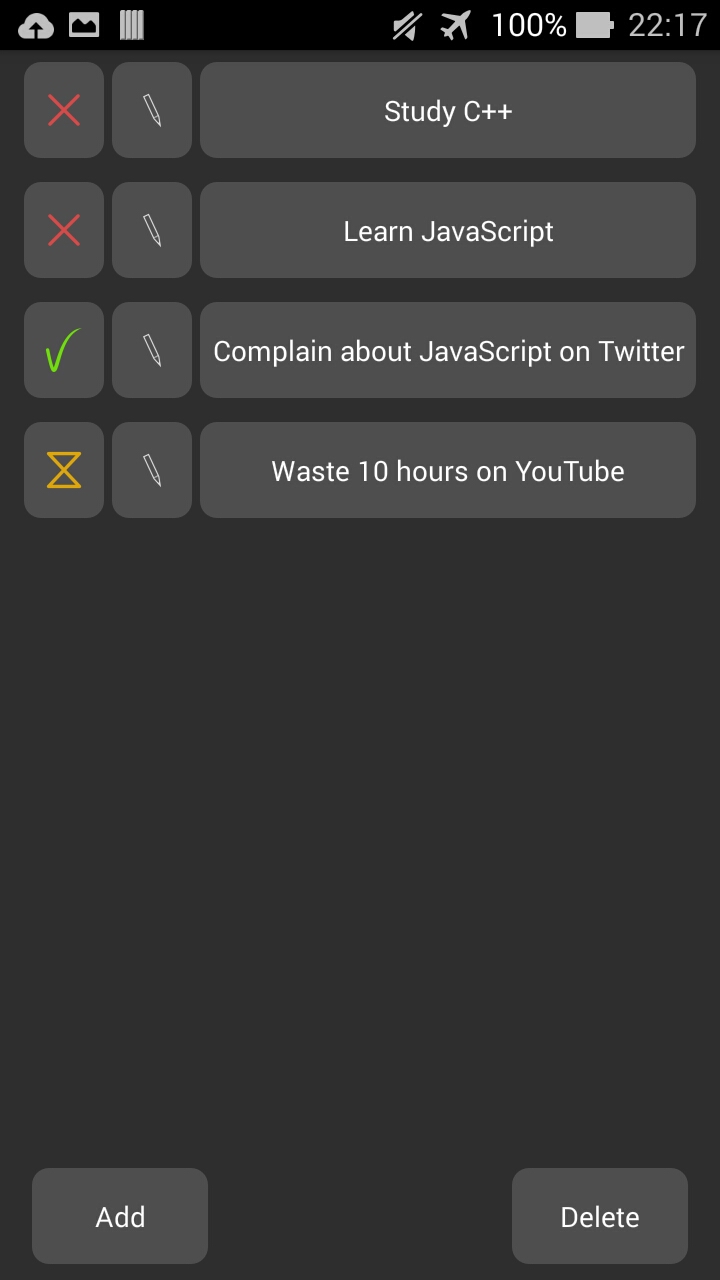 100% 22:17
Study C++
Learn JavaScript
Complain about JavaScript on Twitter
Waste 10 hours on YouTube
Add Delete